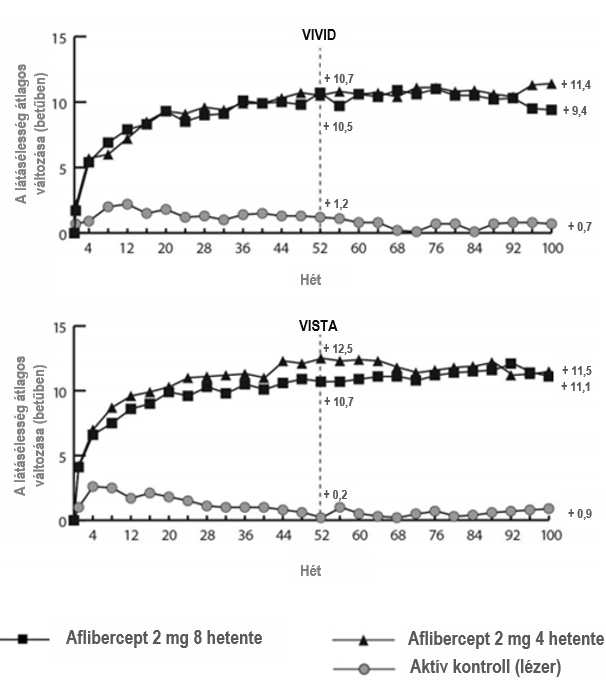 VIVID
A látásélesség átlagos
változása (betűben)
15
10
5
0
+ 10,7
+ 10,5
+ 1,2
+ 11,4
+ 9,4
+ 0,7
4 12 20 28 36 44 52 60 68 76 84 92 100
Hét
VISTA
A látásélesség átlagos
változása (betűben)
15
10
5
0
+ 12,5
+ 10,7
+ 0,2
+ 11,5
+ 11,1
+ 0,9
4 12 20 28 36 44 52 60 68 76 84 92 100
Hét
Aflibercept 2 mg 8 hetente
Aflibercept 2 mg 4 hetente
Aktív kontroll (lézer)